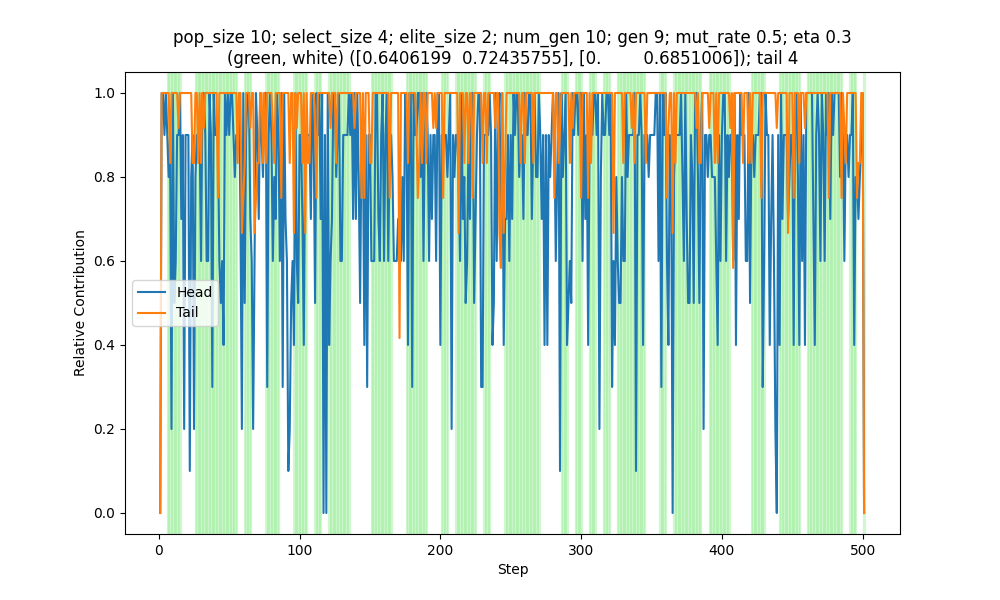 pop_size 10; select_size 4; elite_size 2; num_gen 10; gen 9; mut_rate 0.5; eta 0.3
(green, white) ([0.6406199  0.72435755], [0.        0.6851006]); tail 4
1.0
0.8
0.6
0.4
0.2
0.0
Relative Contribution
Head
Tail
0 100 200 300 400 500
Step